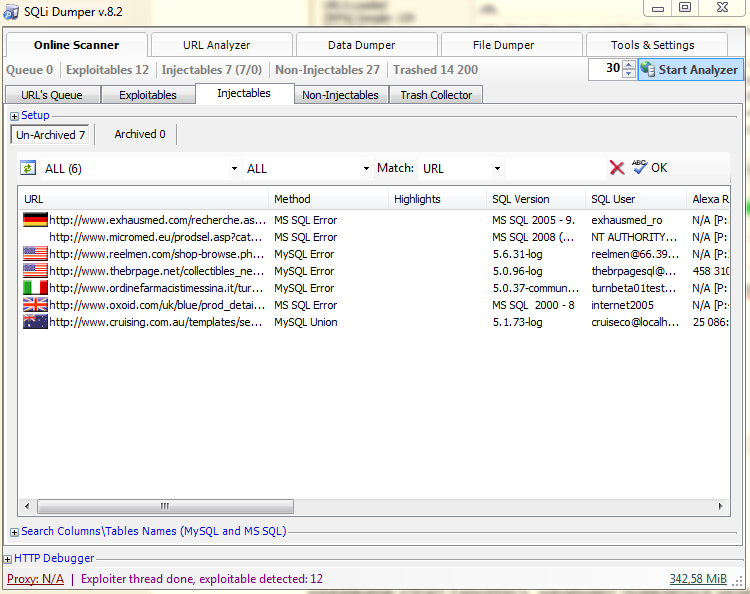 SQLi Dumper v.8.2
Online Scanner URL Analyzer Data Dumper File Dumper Tools & Settings
Queue 0 Exploitables 12 Injectables 7 (7/0) Non-Injectables 27 Trashed 14 200 30 Start Analyzer
URL's Queue Exploitables Injectables Non-Injectables Trash Collector
Setup
Un-Archived 7 Archived 0
ALL (6) ALL Match: URL ABC OK
URL Method Highlights SQL Version SQL User Alexa R
http://www.exhausmed.com/recherche.as... MS SQL Error MS SQL 2005 - 9. exhausmed_ro N/A [P:
http://www.micromed.eu/prodsel.asp?cat... MS SQL Error MS SQL 2008 (... NT AUTHORITY... N/A [P:
http://www.reelmen.com/shop-browse.ph... MySQL Error 5.6.31-log reelmen@66.39... N/A [P:
http://www.thebrpage.net/collectibles_ne... MySQL Error 5.0.96-log thebrpagesql@... 458 310
http://www.ordinefarmacistimessina.it/tur... MySQL Error 5.0.37-commun... turnbeta01test... N/A [P:
http://www.oxoid.com/uk/blue/prod_detai... MS SQL Error MS SQL 2000 - 8 internet2005 N/A [P:
http://www.cruising.com.au/templates/se... MySQL Union 5.1.73-log cruiseco@localh... 25 086:
Search Columns\Tables Names (MySQL and MS SQL)
HTTP Debugger
Proxy: N/A | Exploiter thread done, exploitable detected: 12 342,58 MiB